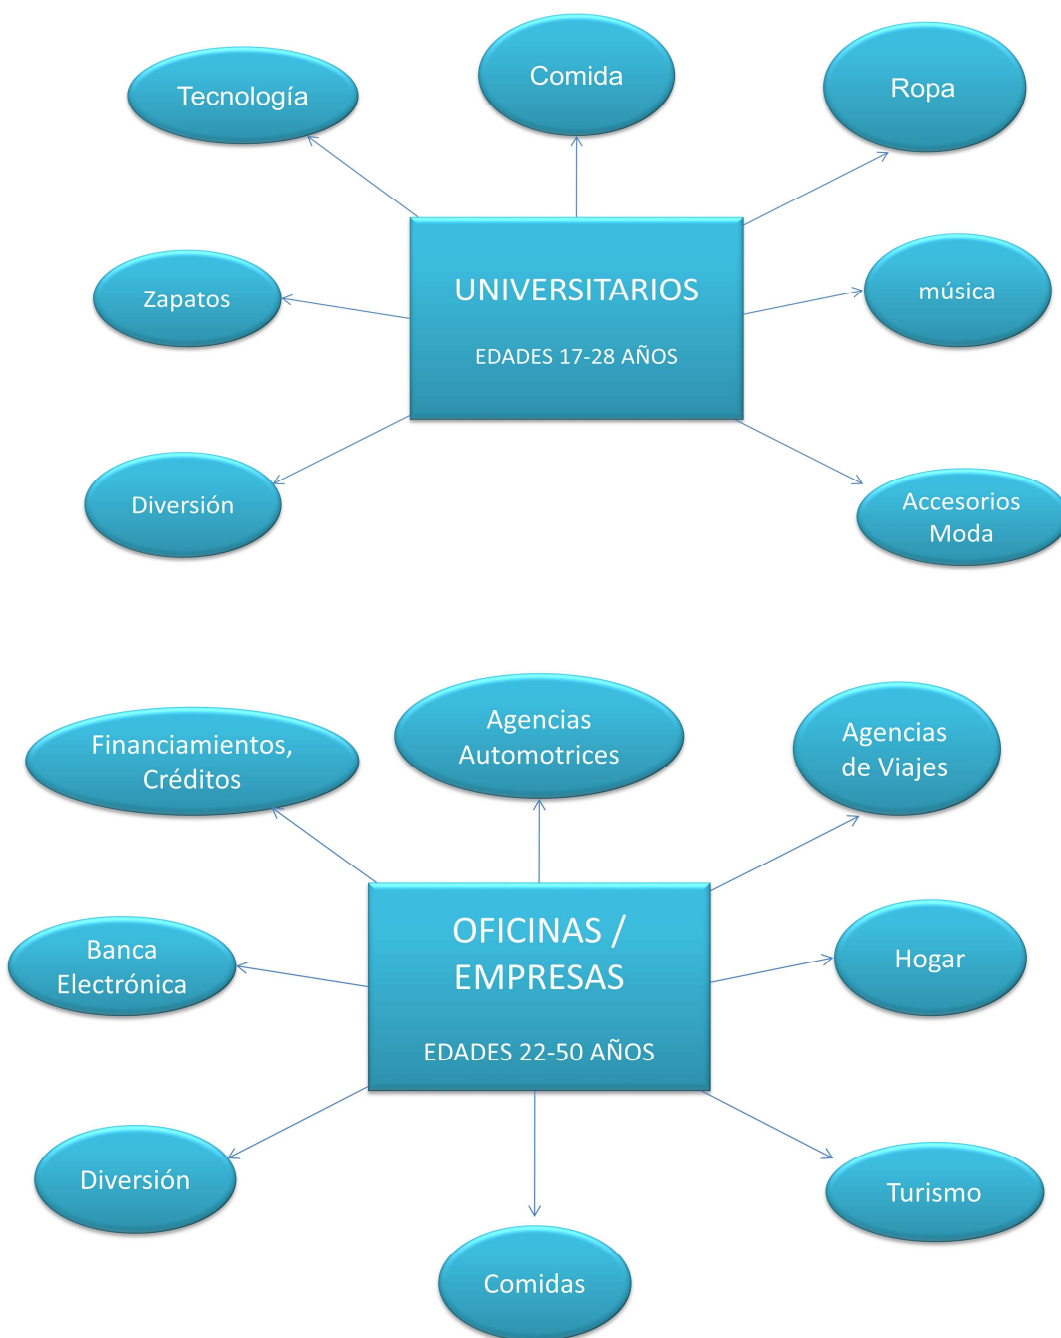 Tecnología
Comida
Ropa
UNIVERSITARIOS
EDADES 17-28 AÑOS
Zapatos
música
Diversión
Accesorios
Moda
Financiamientos,
Créditos
Agencias
Automotrices
Agencias
de Viajes
OFICINAS /
EMPRESAS
EDADES 22-50 AÑOS
Banca
Electrónica
Hogar
Diversión
Turismo
Comidas